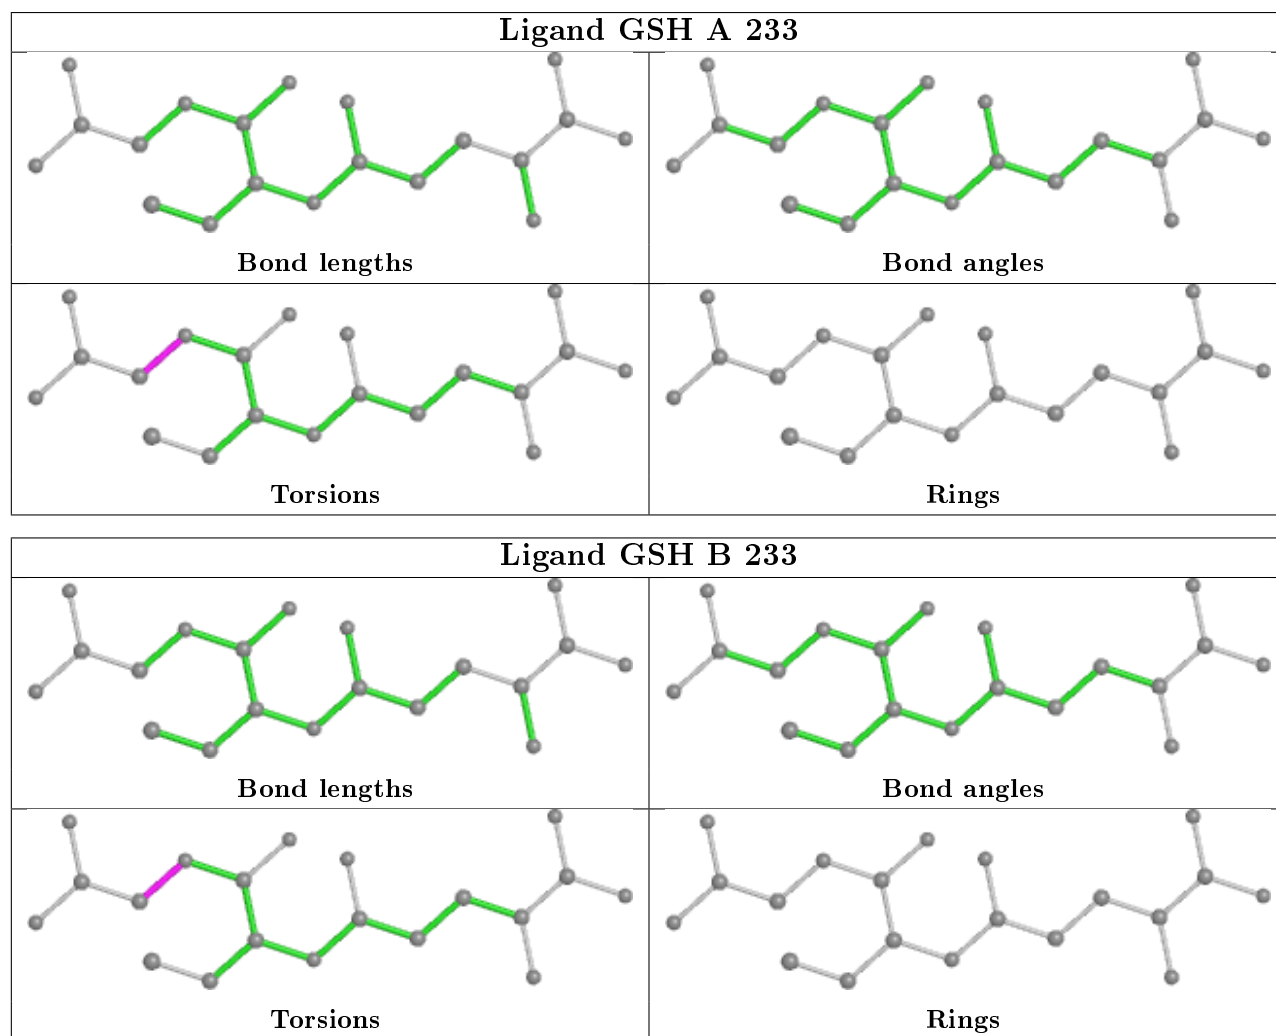 Ligand GSH A 233
Bond lengths
Bond angles
Torsions
Rings
Ligand GSH B 233
Bond lengths
Bond angles
Torsions
Rings